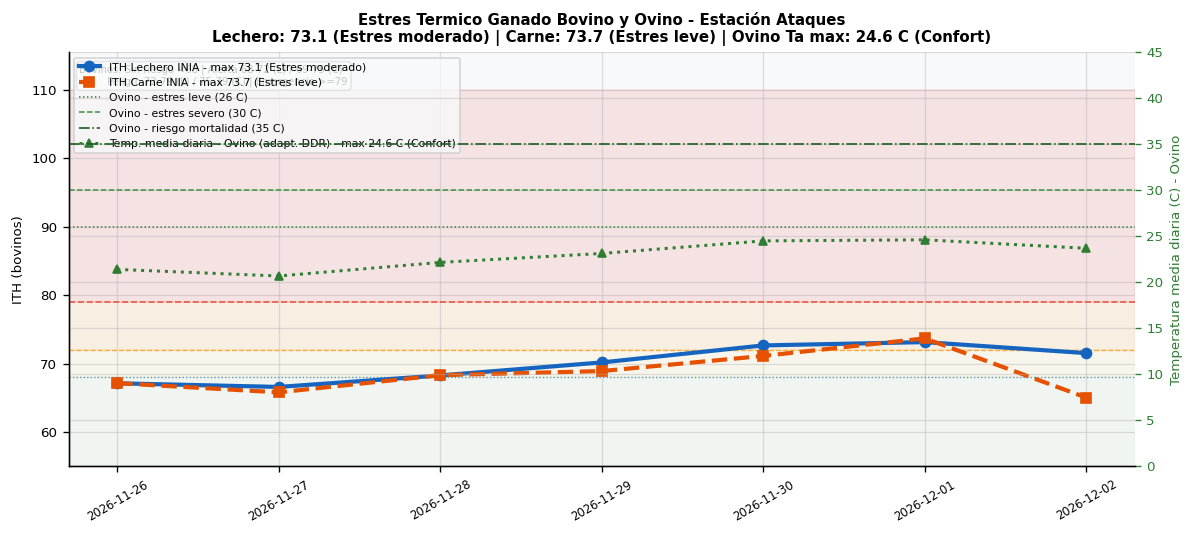 Estres Termico Ganado Bovino y Ovino - Estación Ataques
Lechero: 73.1 (Estres moderado) | Carne: 73.7 (Estres leve) | Ovino Ta max: 24.6 C (Confort)
ITH Lechero INIA - max 73.1 (Estres moderado)
ITH Carne INIA - max 73.7 (Estres leve)
Ovino - estres leve (26 C)
Ovino - estres severo (30 C)
Ovino - riesgo mortalidad (35 C)
Temp. media diaria - Ovino (adapt. DDR) - max 24.6 C (Confort)
ITH (bovinos)
110
100
90
80
70
60
45
40
35
30
25
20
15
10
5
0
Temperatura media diaria (C) - Ovino
2026-11-26
2026-11-27
2026-11-28
2026-11-29
2026-11-30
2026-12-01
2026-12-02